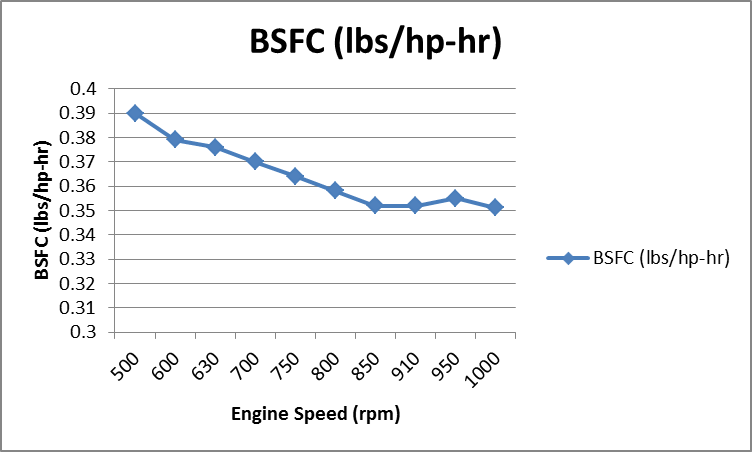 BSFC (lbs/hp-hr)
BSFC (lbs/hp-hr)
0.4
0.39
0.38
0.37
0.36
0.35
0.34
0.33
0.32
0.31
0.3
500 600 630 700 750 800 850 910 950 1000
Engine Speed (rpm)
BSFC (lbs/hp-hr)